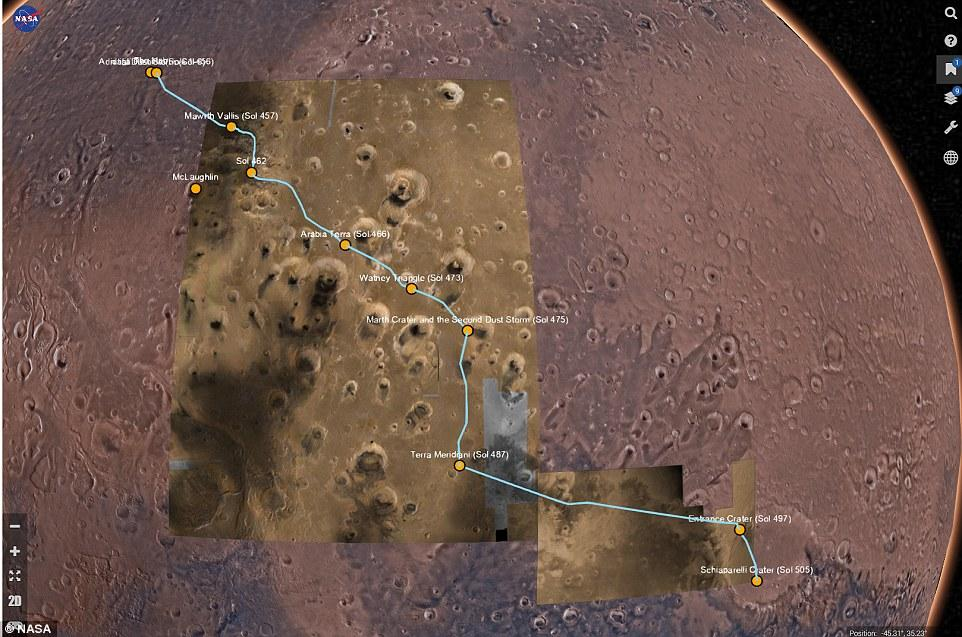 NASA
Mawrth Vallis (Sol 457)
Sol 462
McLaughlin
Arabia Terra (Sol 466)
Watney Triangle (Sol 473)
Marth Crater and the Second Dust Storm (Sol 475)
Terra Meridiani (Sol 487)
Entrance Crater (Sol 497)
Schiaparelli Crater (Sol 505)
1
9
2D
© NASA
Position: -45.31°, 35.23°